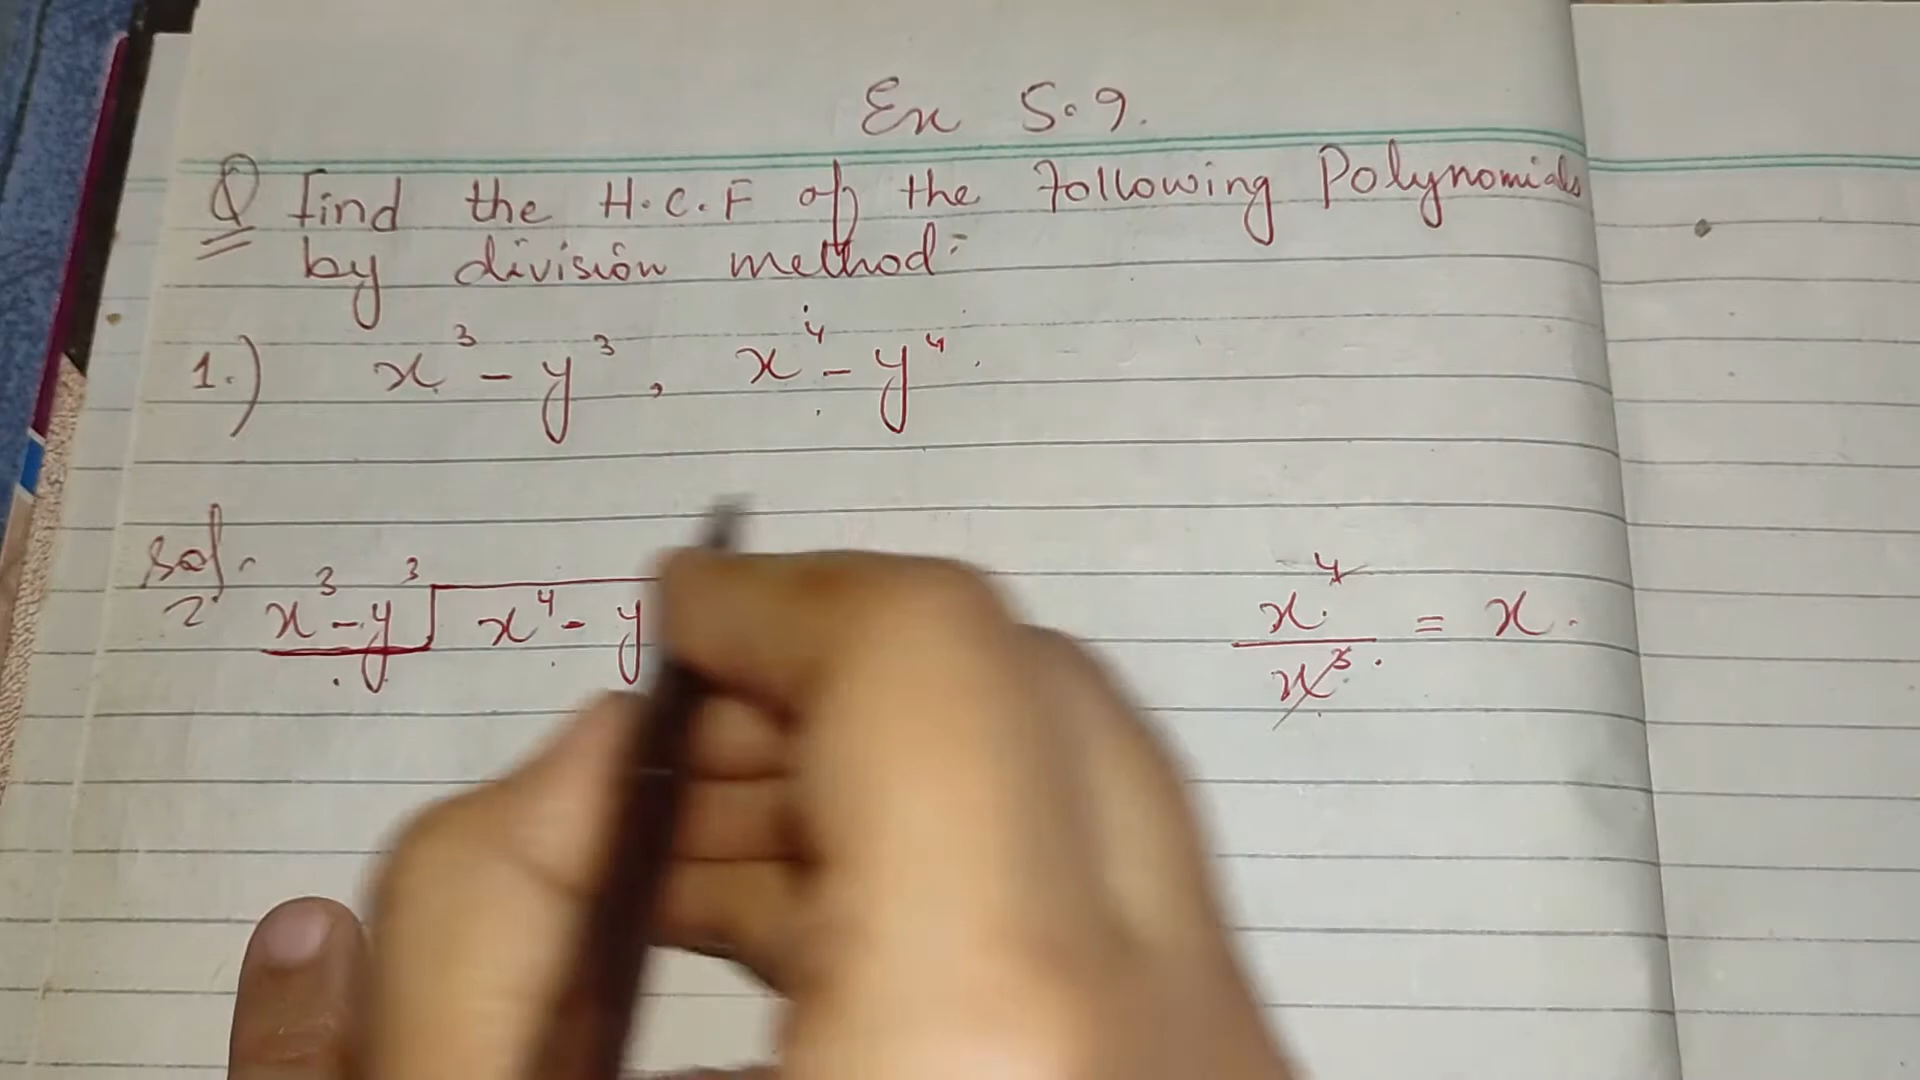 Ex 5.9.
Q Find the H.C.F of the following Polynomials
by division method:-
1.) x³ - y³, x⁴ - y⁴.
Sol.
x³ - y³ x⁴ - y
x⁴ / x³ = x.